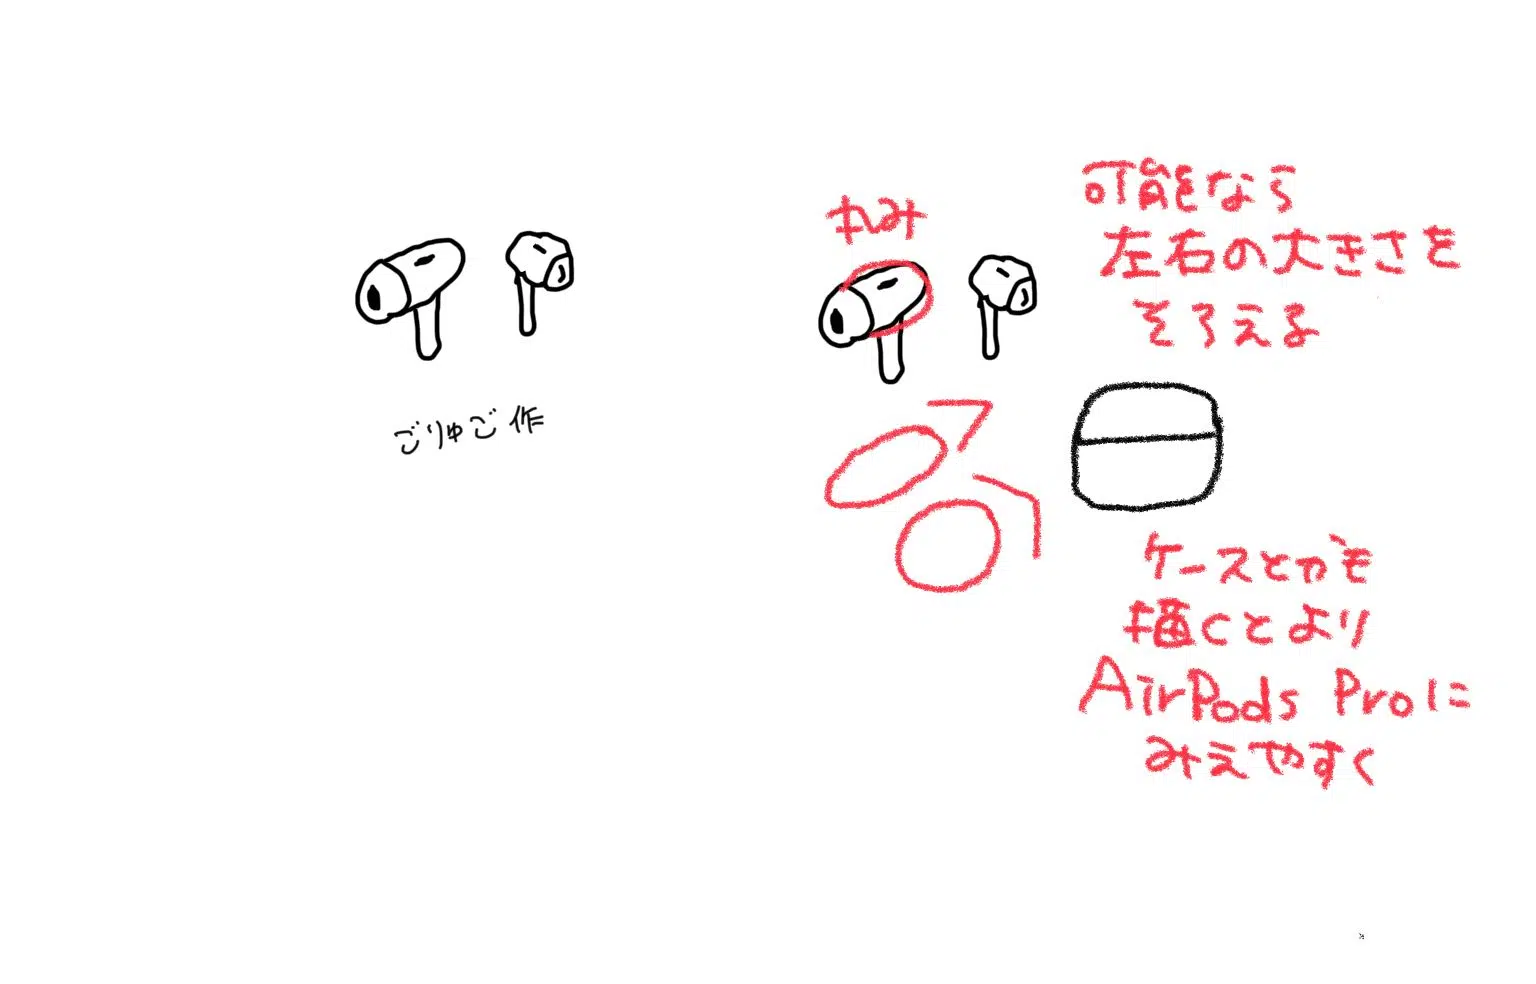 ごりゅご作
丸み
可能なら
左右の大きさを
そろえる
ケースとかも
描くとより
AirPods Proに
みえやすく